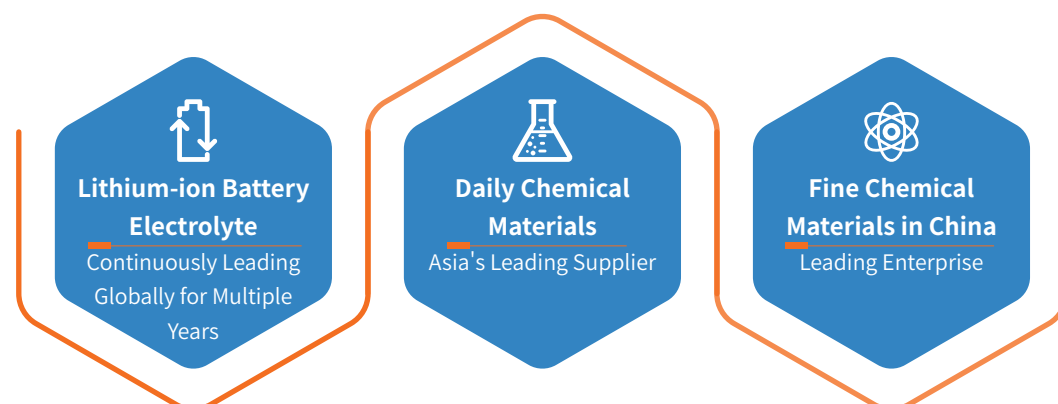 Lithium-ion Battery
Electrolyte
Continuously Leading
Globally for Multiple
Years
Daily Chemical
Materials
Asia's Leading Supplier
Fine Chemical
Materials in China
Leading Enterprise